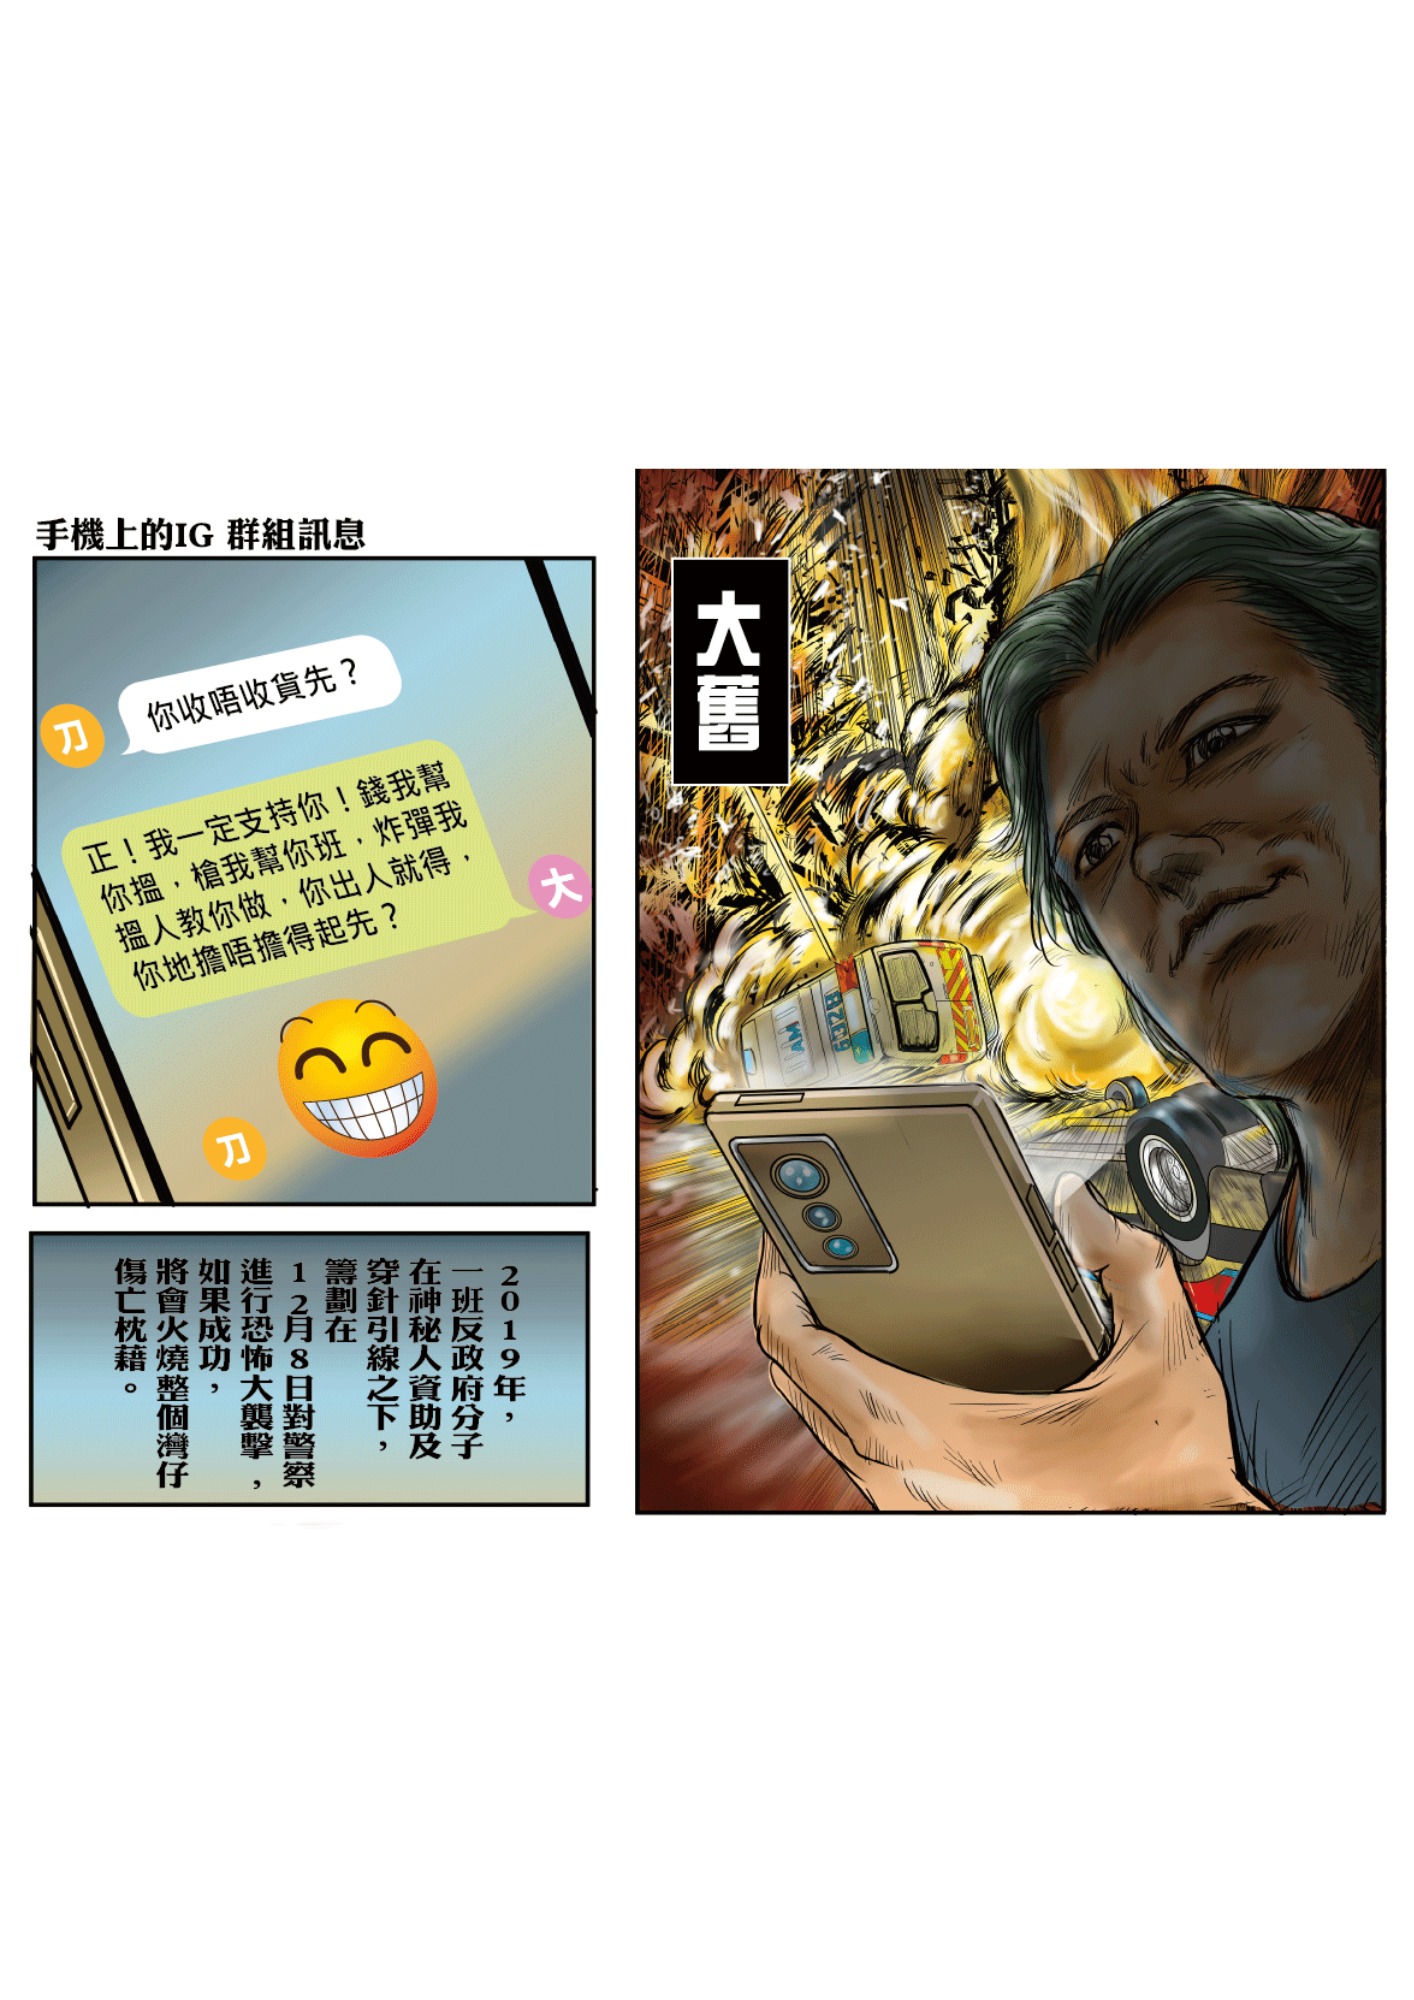 手機上的IG 群組訊息
刀
你收唔收貨先？
正！我一定支持你！錢我幫
你搵，槍我幫你班，炸彈我
搵人教你做，你出人就得，
你地擔唔擔得起先？
大
刀
2019年，
一班反政府分子
在神秘人資助及
穿針引線之下，
籌劃在
12月8日對警察
進行恐怖大襲擊，
如果成功，
將會火燒整個灣仔
傷亡枕藉。
大舊
AM
6328